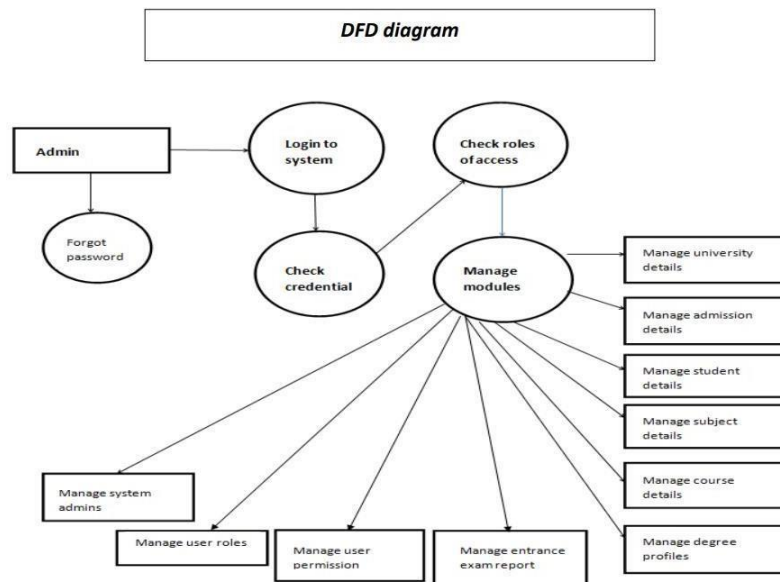 DFD diagram
Admin
Login to
system
Check roles
of access
Forgot
password
Check
credential
Manage
modules
Manage university
details
Manage admission
details
Manage student
details
Manage subject
details
Manage course
details
Manage degree
profiles
Manage system
admins
Manage user roles
Manage user
permission
Manage entrance
exam report